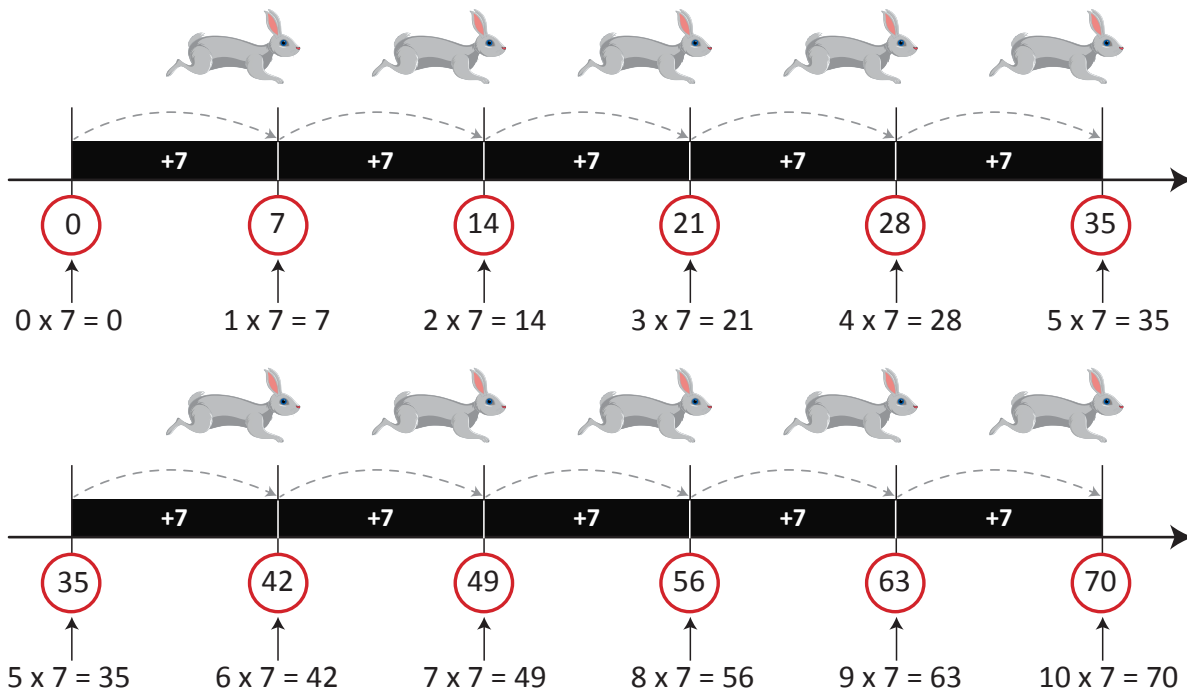 +7 +7 +7 +7 +7
0 7 14 21 28 35
0 x 7 = 0 1 x 7 = 7 2 x 7 = 14 3 x 7 = 21 4 x 7 = 28 5 x 7 = 35
+7 +7 +7 +7 +7
35 42 49 56 63 70
5 x 7 = 35 6 x 7 = 42 7 x 7 = 49 8 x 7 = 56 9 x 7 = 63 10 x 7 = 70